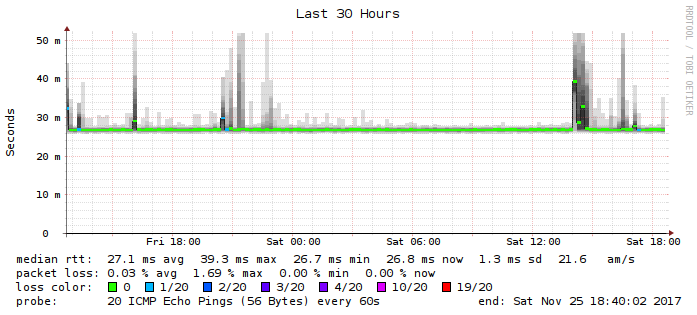 Last 30 Hours
RRDTOOL / TOBI OETIKER
Seconds
50 m
40 m
30 m
20 m
10 m
0
Fri 18:00 Sat 00:00 Sat 06:00 Sat 12:00 Sat 18:00
median rtt: 27.1 ms avg 39.3 ms max 26.7 ms min 26.8 ms now 1.3 ms sd 21.6 am/s
packet loss: 0.03 % avg 1.69 % max 0.00 % min 0.00 % now
loss color: 0 1/20 2/20 3/20 4/20 10/20 19/20
probe: 20 ICMP Echo Pings (56 Bytes) every 60s end: Sat Nov 25 18:40:02 2017